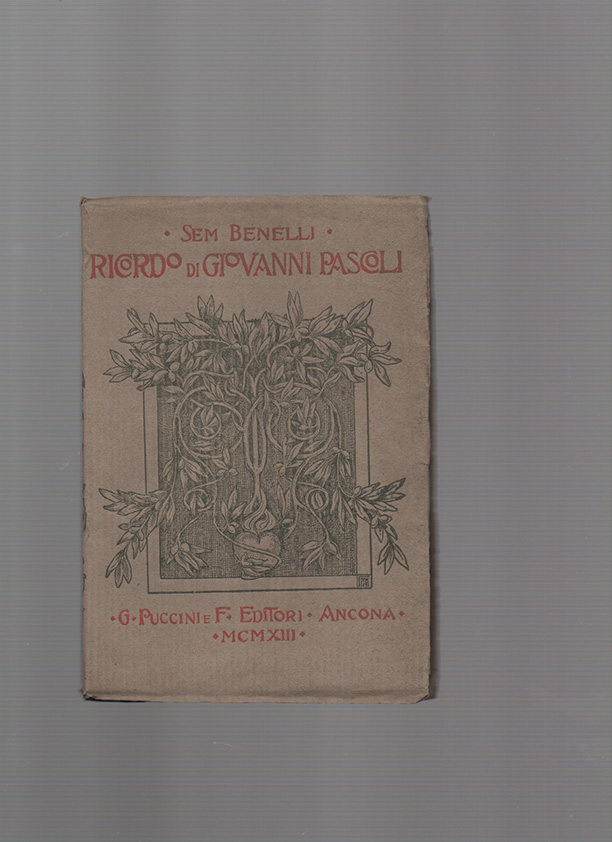 • SEM BENELLI •
RICORDO DI GIOVANNI PASCOLI
• G • PUCCINI E F • EDITORI • ANCONA •
• MCMXIII •